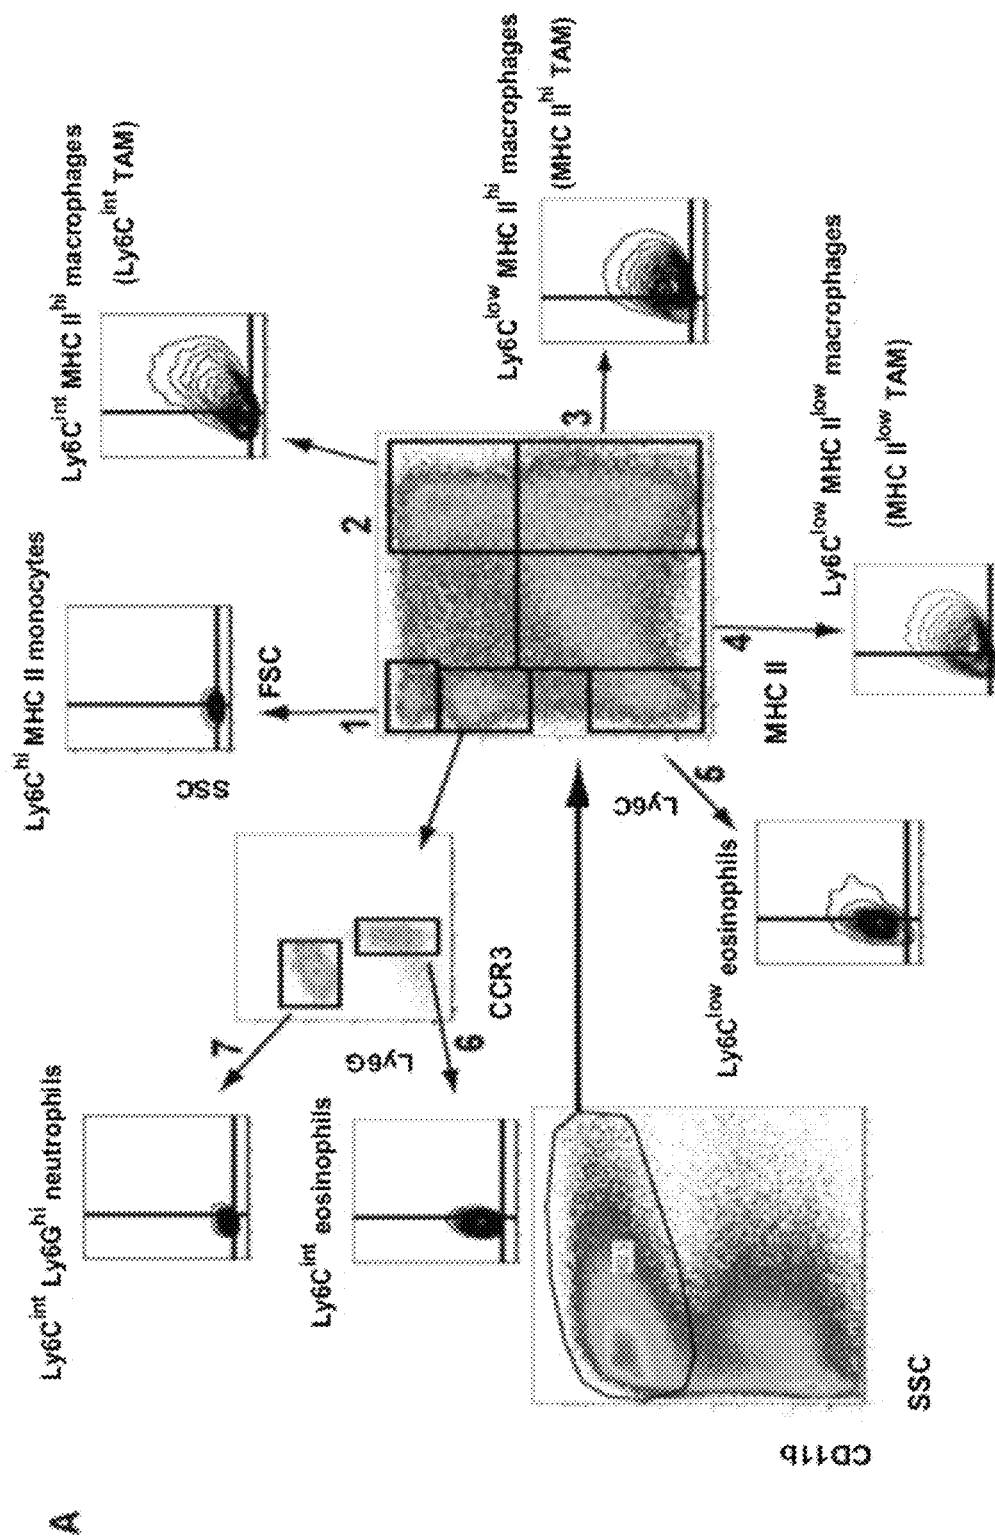 A
Ly6C^int Ly6G^hi neutrophils
Ly6C^hi MHC II monocytes
Ly6C^int MHC II^hi macrophages
(Ly6C^int TAM)
7
SSC
FSC
1
2
Ly6G
6
CCR3
Ly6C^int eosinophils
Ly6C^low MHC II^hi macrophages
(MHC II^hi TAM)
3
Ly6C
5
4
MHC II
CD11b
SSC
Ly6C^low eosinophils
Ly6C^low MHC II^low macrophages
(MHC II^low TAM)